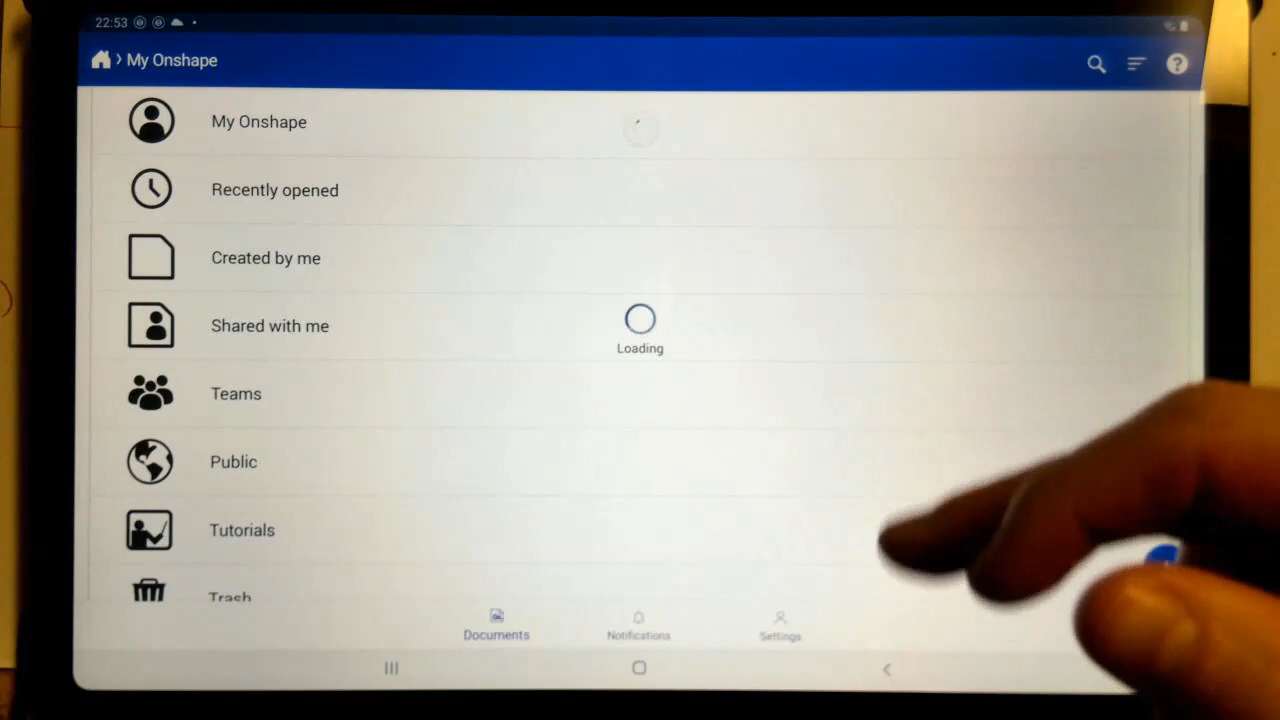 22:53
My Onshape
My Onshape
Recently opened
Created by me
Shared with me
Loading
Teams
Public
Tutorials
Trash
Documents
Notifications
Settings